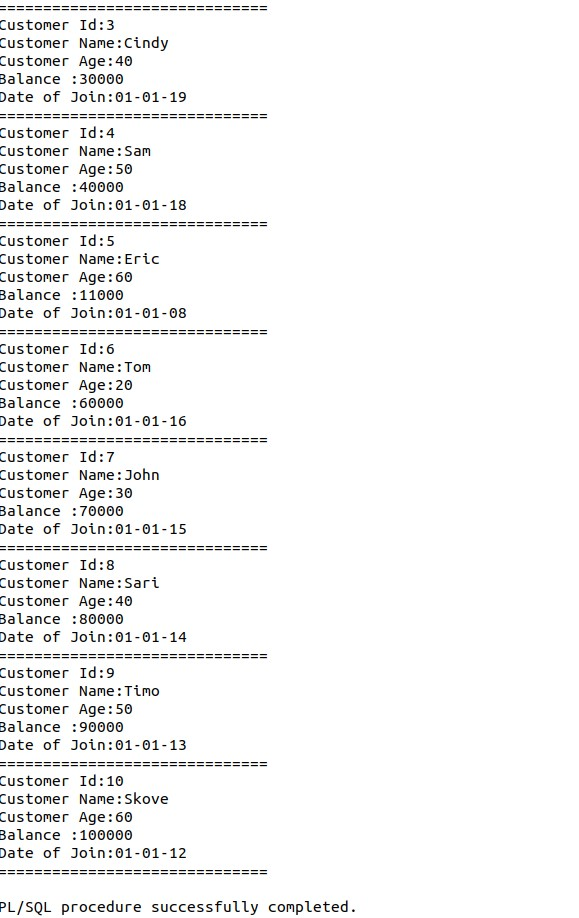 ==============================
Customer Id:3
Customer Name:Cindy
Customer Age:40
Balance :30000
Date of Join:01-01-19
==============================
Customer Id:4
Customer Name:Sam
Customer Age:50
Balance :40000
Date of Join:01-01-18
==============================
Customer Id:5
Customer Name:Eric
Customer Age:60
Balance :11000
Date of Join:01-01-08
==============================
Customer Id:6
Customer Name:Tom
Customer Age:20
Balance :60000
Date of Join:01-01-16
==============================
Customer Id:7
Customer Name:John
Customer Age:30
Balance :70000
Date of Join:01-01-15
==============================
Customer Id:8
Customer Name:Sari
Customer Age:40
Balance :80000
Date of Join:01-01-14
==============================
Customer Id:9
Customer Name:Timo
Customer Age:50
Balance :90000
Date of Join:01-01-13
==============================
Customer Id:10
Customer Name:Skove
Customer Age:60
Balance :100000
Date of Join:01-01-12
==============================
PL/SQL procedure successfully completed.